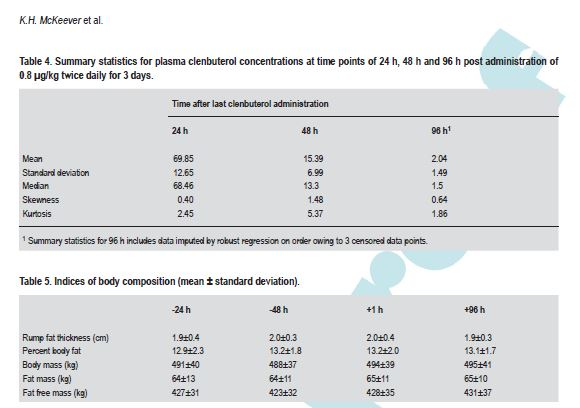 K.H. McKeever et al.
Table 4. Summary statistics for plasma clenbuterol concentrations at time points of 24 h, 48 h and 96 h post administration of
0.8 µg/kg twice daily for 3 days.
Time after last clenbuterol administration
24 h 48 h 96 h¹
Mean 69.85 15.39 2.04
Standard deviation 12.65 6.99 1.49
Median 68.46 13.3 1.5
Skewness 0.40 1.48 0.64
Kurtosis 2.45 5.37 1.86
¹ Summary statistics for 96 h includes data imputed by robust regression on order owing to 3 censored data points.
Table 5. Indices of body composition (mean ± standard deviation).
-24 h -48 h +1 h +96 h
Rump fat thickness (cm) 1.9±0.4 2.0±0.3 2.0±0.4 1.9±0.3
Percent body fat 12.9±2.3 13.2±1.8 13.2±2.0 13.1±1.7
Body mass (kg) 491±40 488±37 494±39 495±41
Fat mass (kg) 64±13 64±11 65±11 65±10
Fat free mass (kg) 427±31 423±32 428±35 431±37